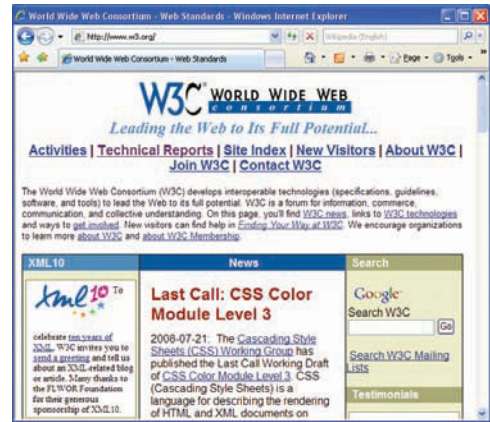 World Wide Web Consortium - Web Standards - Windows Internet Explorer
http://www.w3.org/
Wikipedia (English)
World Wide Web Consortium - Web Standards
Page
Tools
W3C WORLD WIDE WEB
consortium
Leading the Web to Its Full Potential...
Activities | Technical Reports | Site Index | New Visitors | About W3C |
Join W3C | Contact W3C
The World Wide Web Consortium (W3C) develops interoperable technologies (specifications, guidelines,
software, and tools) to lead the Web to its full potential. W3C is a forum for information, commerce,
communication, and collective understanding. On this page, you'll find W3C news, links to W3C technologies
and ways to get involved. New visitors can find help in Finding Your Way at W3C. We encourage organizations
to learn more about W3C and about W3C Membership.
XML10
News
Search
xml 10 To
celebrate ten years of
XML, W3C invites you to
send a greeting and tell us
about an XML-related blog
or article. Many thanks to
the FLWOR Foundation
for their generous
sponsorship of XML10.
Last Call: CSS Color
Module Level 3
2008-07-21: The Cascading Style
Sheets (CSS) Working Group has
published the Last Call Working Draft
of CSS Color Module Level 3. CSS
(Cascading Style Sheets) is a
language for describing the rendering
of HTML and XML documents on
Google
Search W3C
Go
Search W3C Mailing
Lists
Testimonials